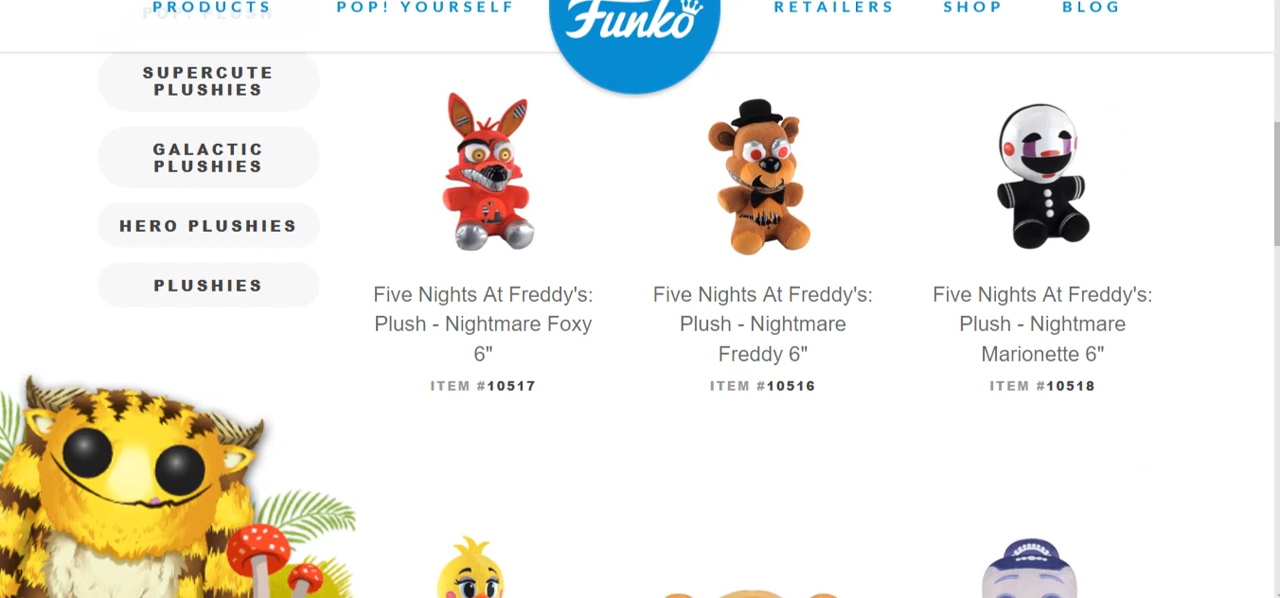 PRODUCTS
POP! YOURSELF
Funko
RETAILERS
SHOP
BLOG
POP! PLUSH
SUPERCUTE
PLUSHIES
GALACTIC
PLUSHIES
HERO PLUSHIES
PLUSHIES
Five Nights At Freddy's:
Plush - Nightmare Foxy
6"
ITEM #10517
Five Nights At Freddy's:
Plush - Nightmare
Freddy 6"
ITEM #10516
Five Nights At Freddy's:
Plush - Nightmare
Marionette 6"
ITEM #10518